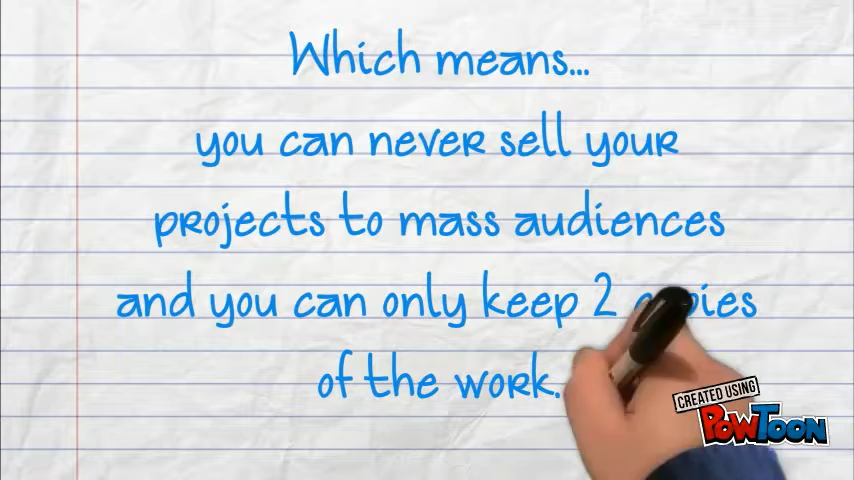 Which means...
you can never sell your
projects to mass audiences
and you can only keep 2 copies
of the work.
CREATED USING
POWTOON